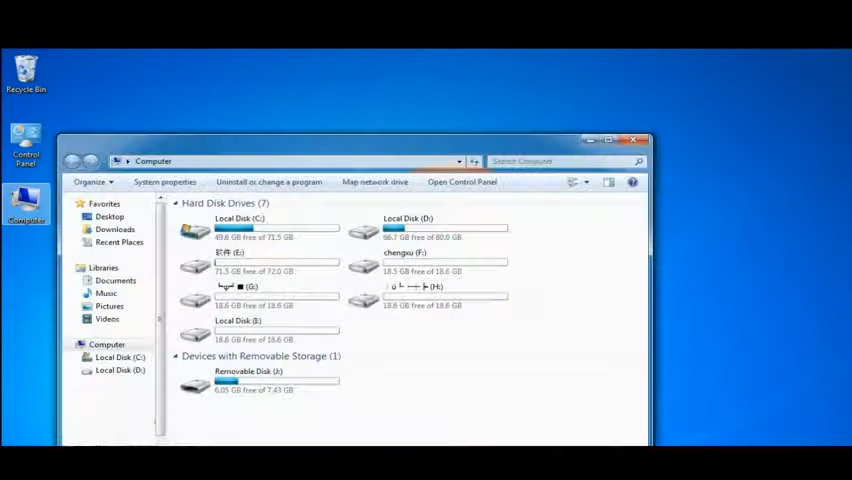 Recycle Bin
Control
Panel
Computer
Computer
Search Computer
Organize
System properties
Uninstall or change a program
Map network drive
Open Control Panel
Favorites
Desktop
Downloads
Recent Places
Libraries
Documents
Music
Pictures
Videos
Computer
Local Disk (C:)
Local Disk (D:)
Hard Disk Drives (7)
Local Disk (C:)
49.6 GB free of 71.5 GB
Local Disk (D:)
66.7 GB free of 80.0 GB
软件 (E:)
71.5 GB free of 72.0 GB
chengxu (F:)
18.5 GB free of 18.6 GB
(G:)
18.6 GB free of 18.6 GB
(H:)
18.6 GB free of 18.6 GB
Local Disk (I:)
18.6 GB free of 18.6 GB
Devices with Removable Storage (1)
Removable Disk (J:)
6.05 GB free of 7.43 GB